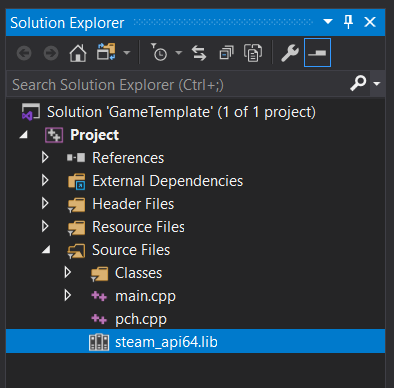 Solution Explorer
Search Solution Explorer (Ctrl+;)
Solution 'GameTemplate' (1 of 1 project)
Project
References
External Dependencies
Header Files
Resource Files
Source Files
Classes
main.cpp
pch.cpp
steam_api64.lib